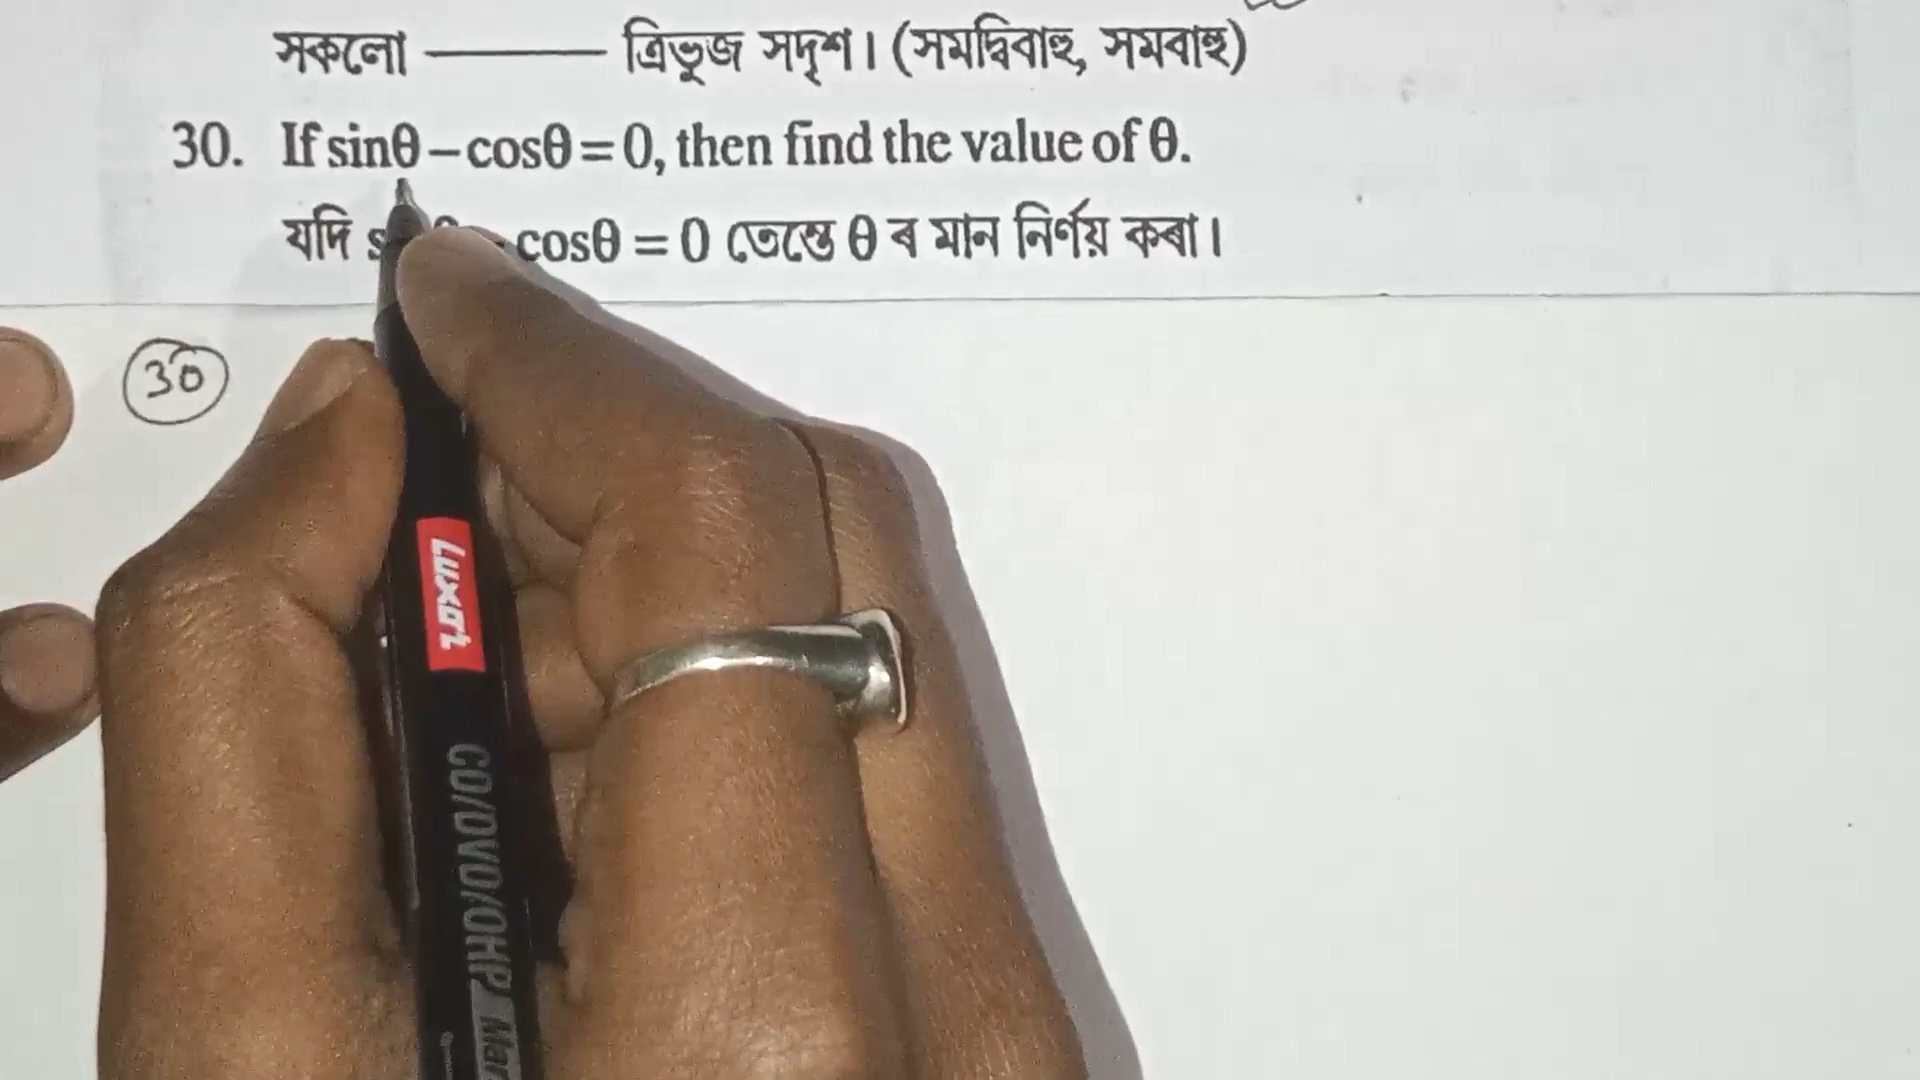 সকলো ———— ত্ৰিভুজ সদৃশ। (সমদ্বিবাহু, সমবাহু)
30. If sinθ – cosθ = 0, then find the value of θ.
যদি cosθ = 0 তেন্তে θ ৰ মান নিৰ্ণয় কৰা।
30
Luxor
CD/DVD/OHP